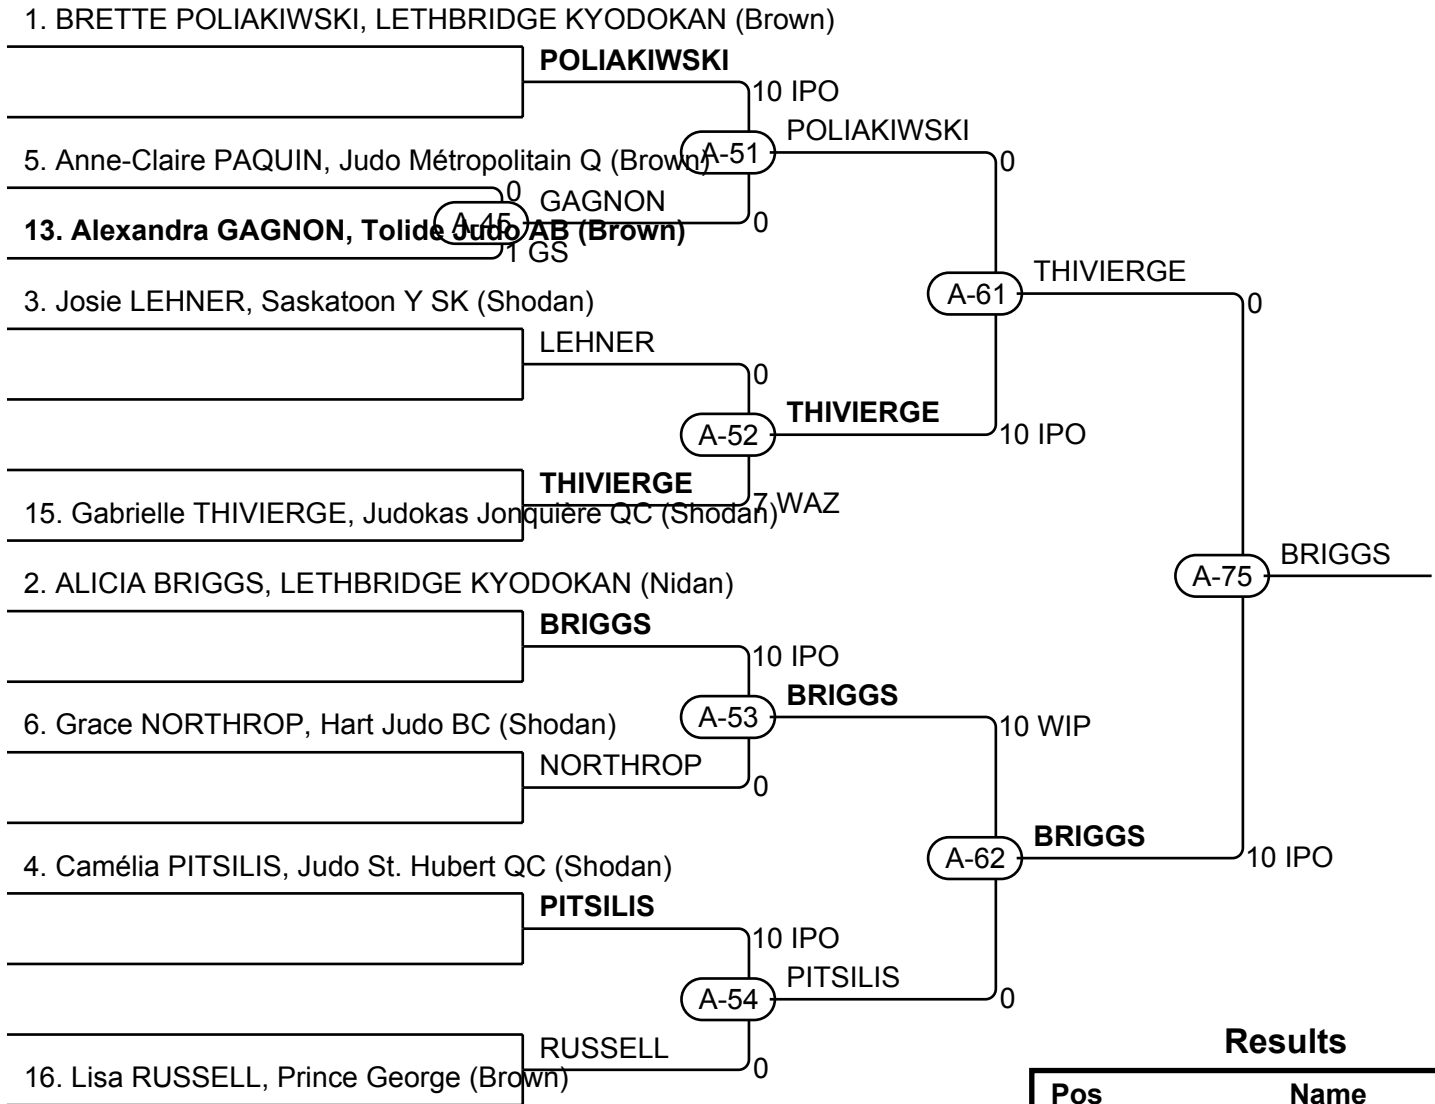 1. BRETTE POLIAKIWSKI, LETHBRIDGE KYODOKAN (Brown)
POLIAKIWSKI
10 IPO
POLIAKIWSKI
A-51
5. Anne-Claire PAQUIN, Judo Métropolitain Q (Brown)
0
0
GAGNON
A-45
13. Alexandra GAGNON, Tolide Judo AB (Brown)
0
1 GS
THIVIERGE
A-61
3. Josie LEHNER, Saskatoon Y SK (Shodan)
0
LEHNER
0
THIVIERGE
A-52
10 IPO
THIVIERGE
7 WAZ
15. Gabrielle THIVIERGE, Judokas Jonquière QC (Shodan)
BRIGGS
A-75
2. ALICIA BRIGGS, LETHBRIDGE KYODOKAN (Nidan)
BRIGGS
10 IPO
BRIGGS
A-53
6. Grace NORTHROP, Hart Judo BC (Shodan)
10 WIP
NORTHROP
0
BRIGGS
A-62
10 IPO
4. Camélia PITSILIS, Judo St. Hubert QC (Shodan)
PITSILIS
10 IPO
PITSILIS
A-54
0
Results
RUSSELL
0
16. Lisa RUSSELL, Prince George (Brown)
Pos Name